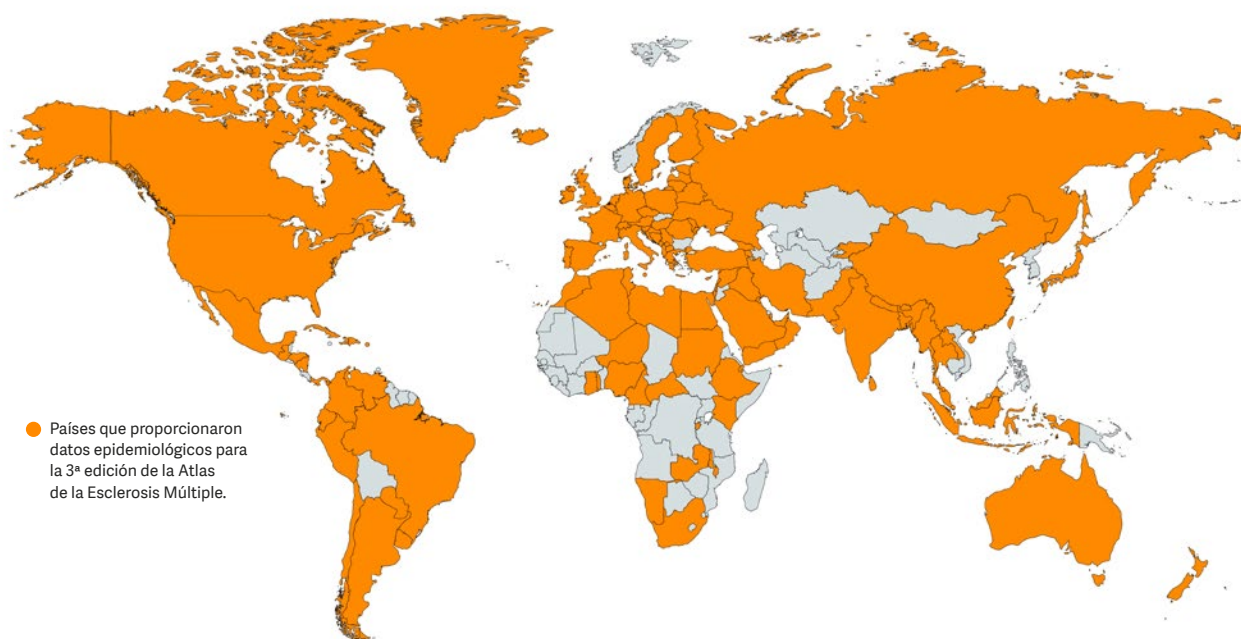 Países que proporcionaron
datos epidemiológicos para
la 3ª edición de la Atlas
de la Esclerosis Múltiple.